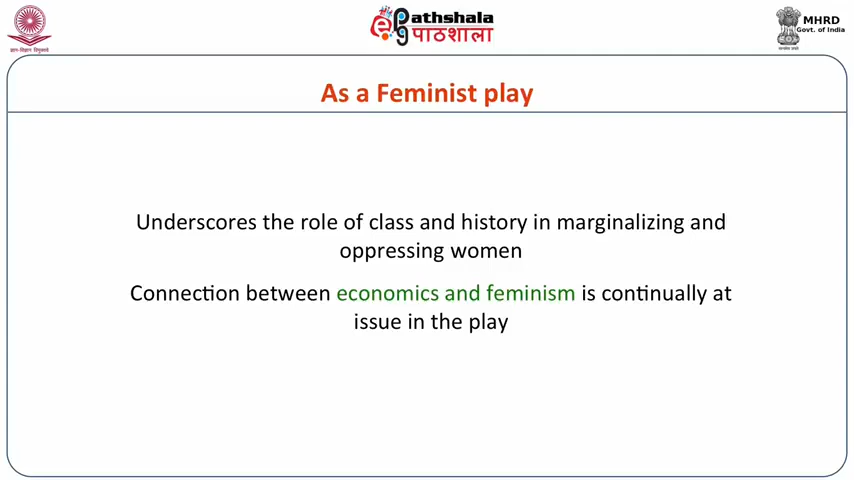 ज्ञान-विज्ञान विमुक्तये
Pathshala
पाठशाला
MHRD
Govt. of India
As a Feminist play
Underscores the role of class and history in marginalizing and
oppressing women
Connection between economics and feminism is continually at
issue in the play